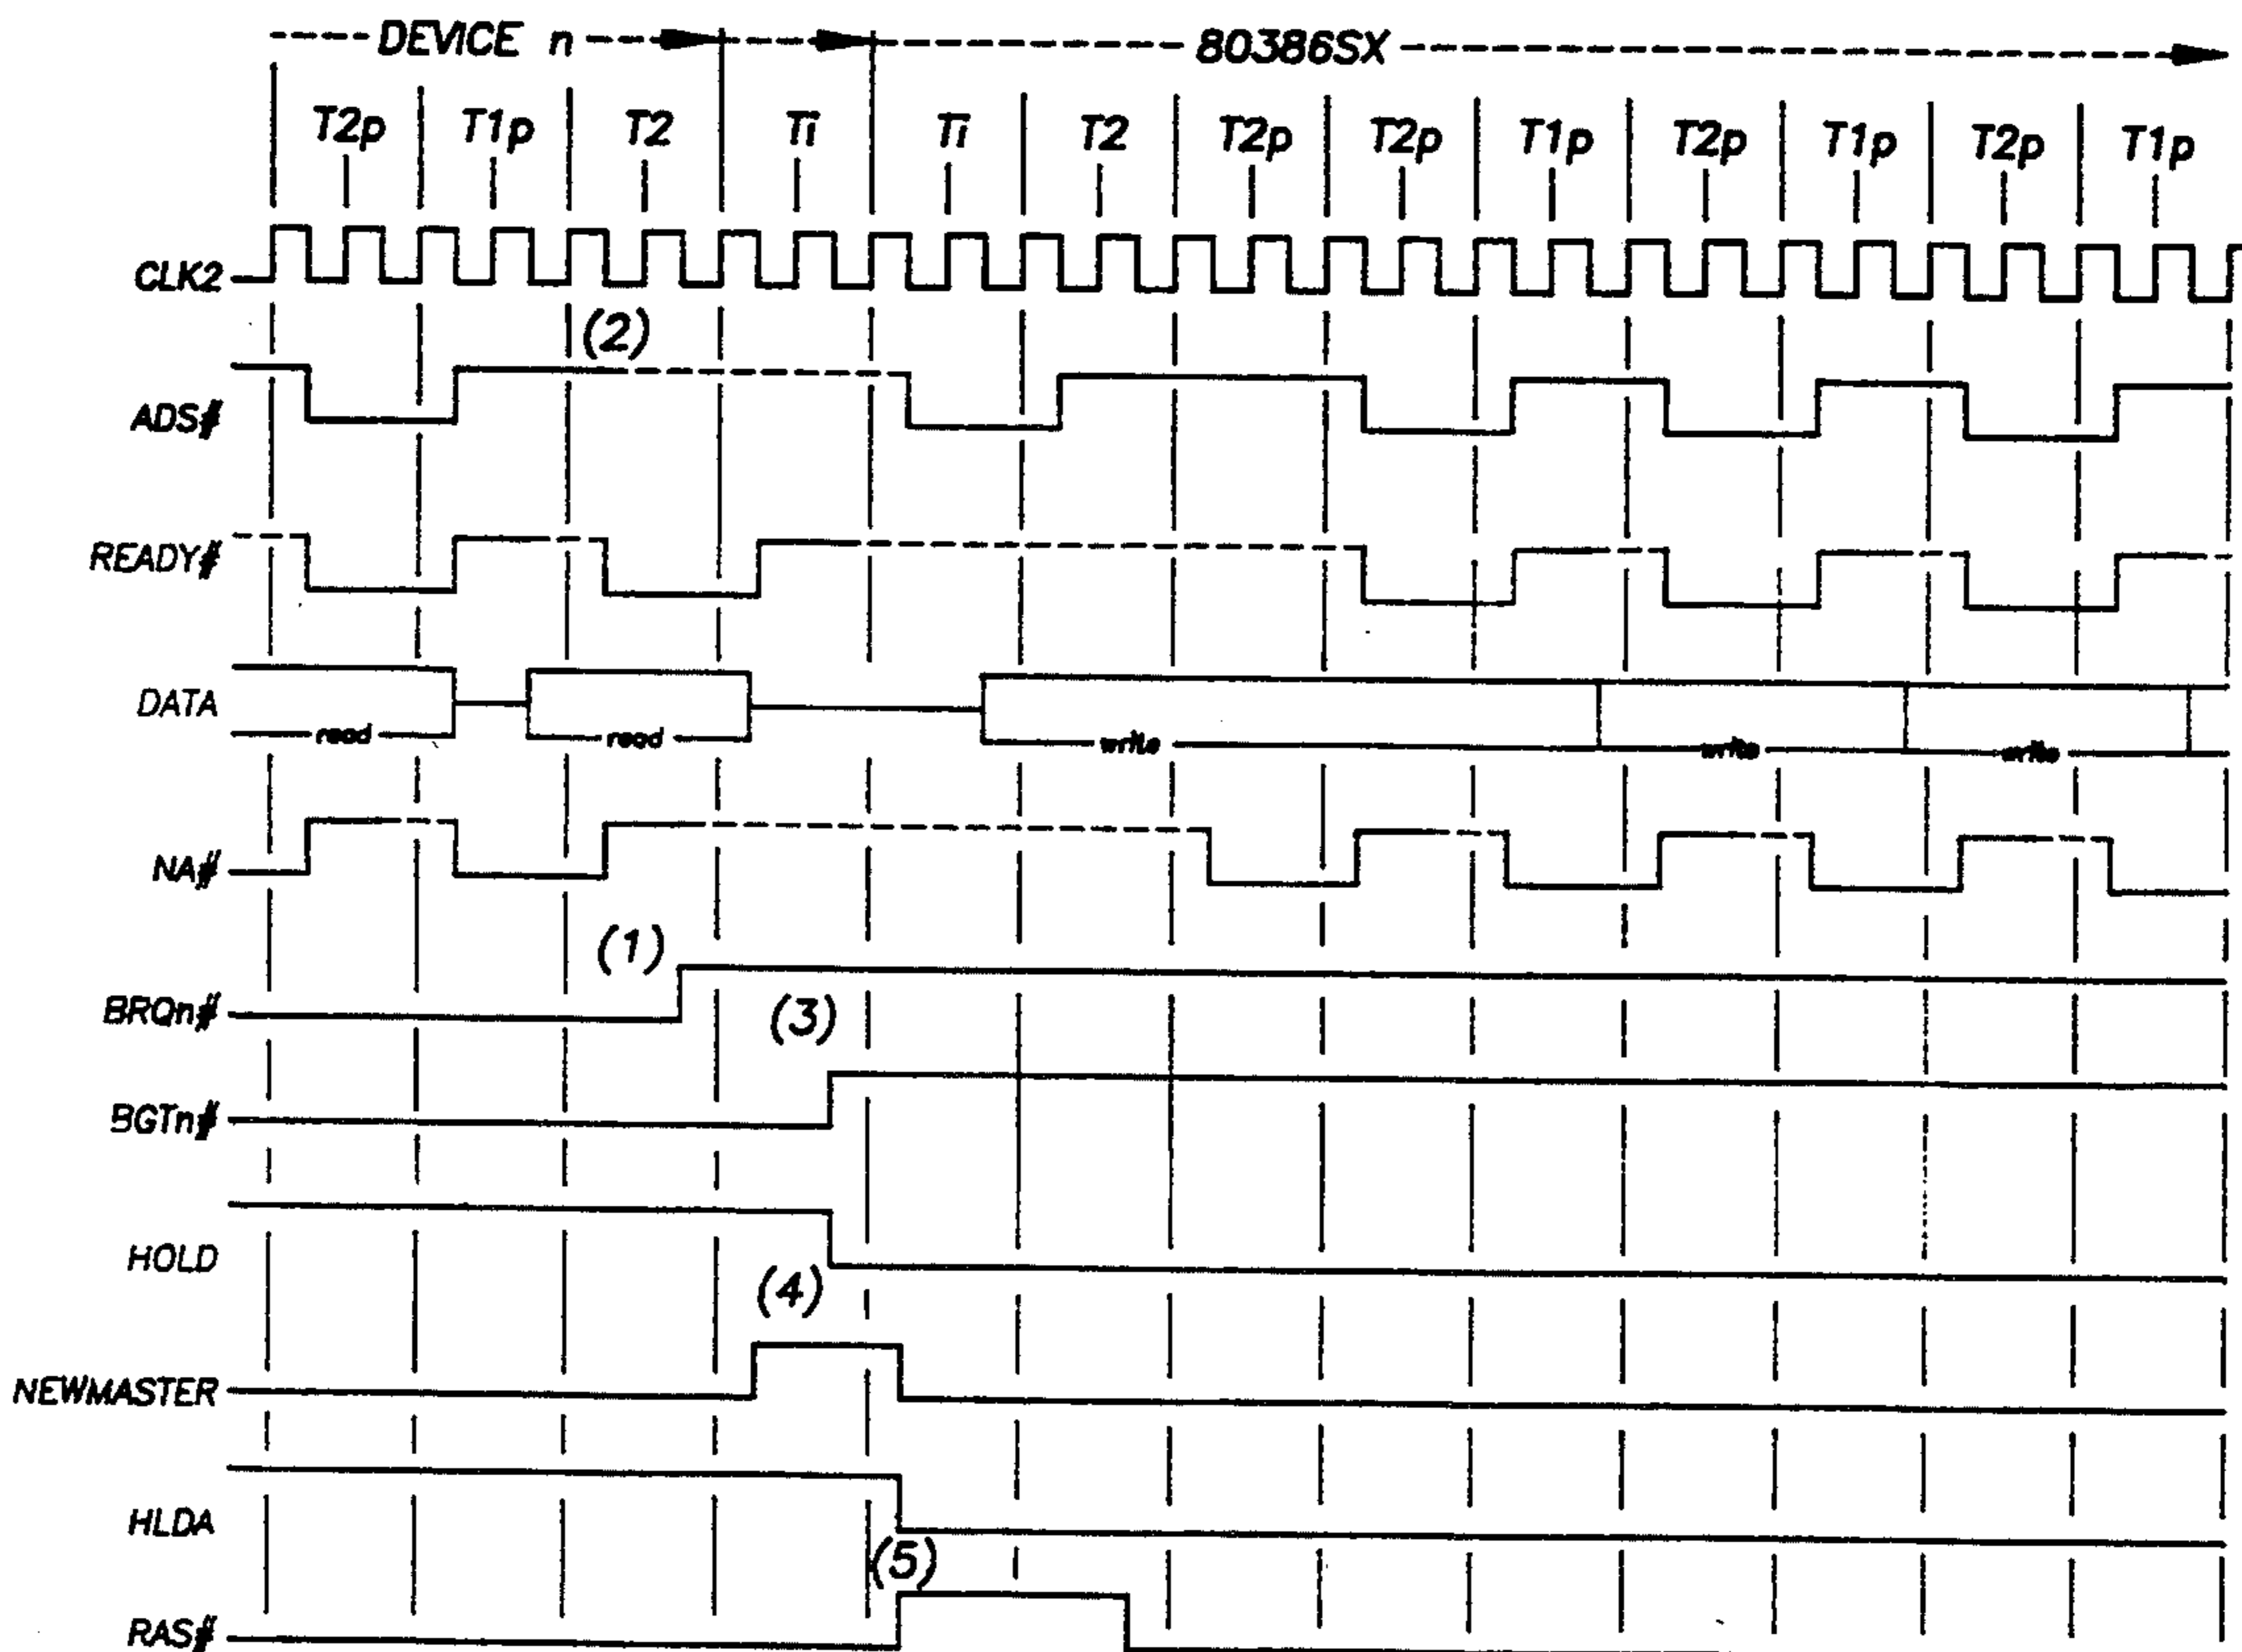 DEVICE n 80386SX
T2p T1p T2 Ti Ti T2 T2p T2p T1p T2p T1p T2p T1p
CLK2
(2)
ADS#
READY#
DATA
read read write write write
NA#
(1)
BRQn#
(3)
BGTn#
HOLD
(4)
NEWMASTER
HLDA
(5)
RAS#